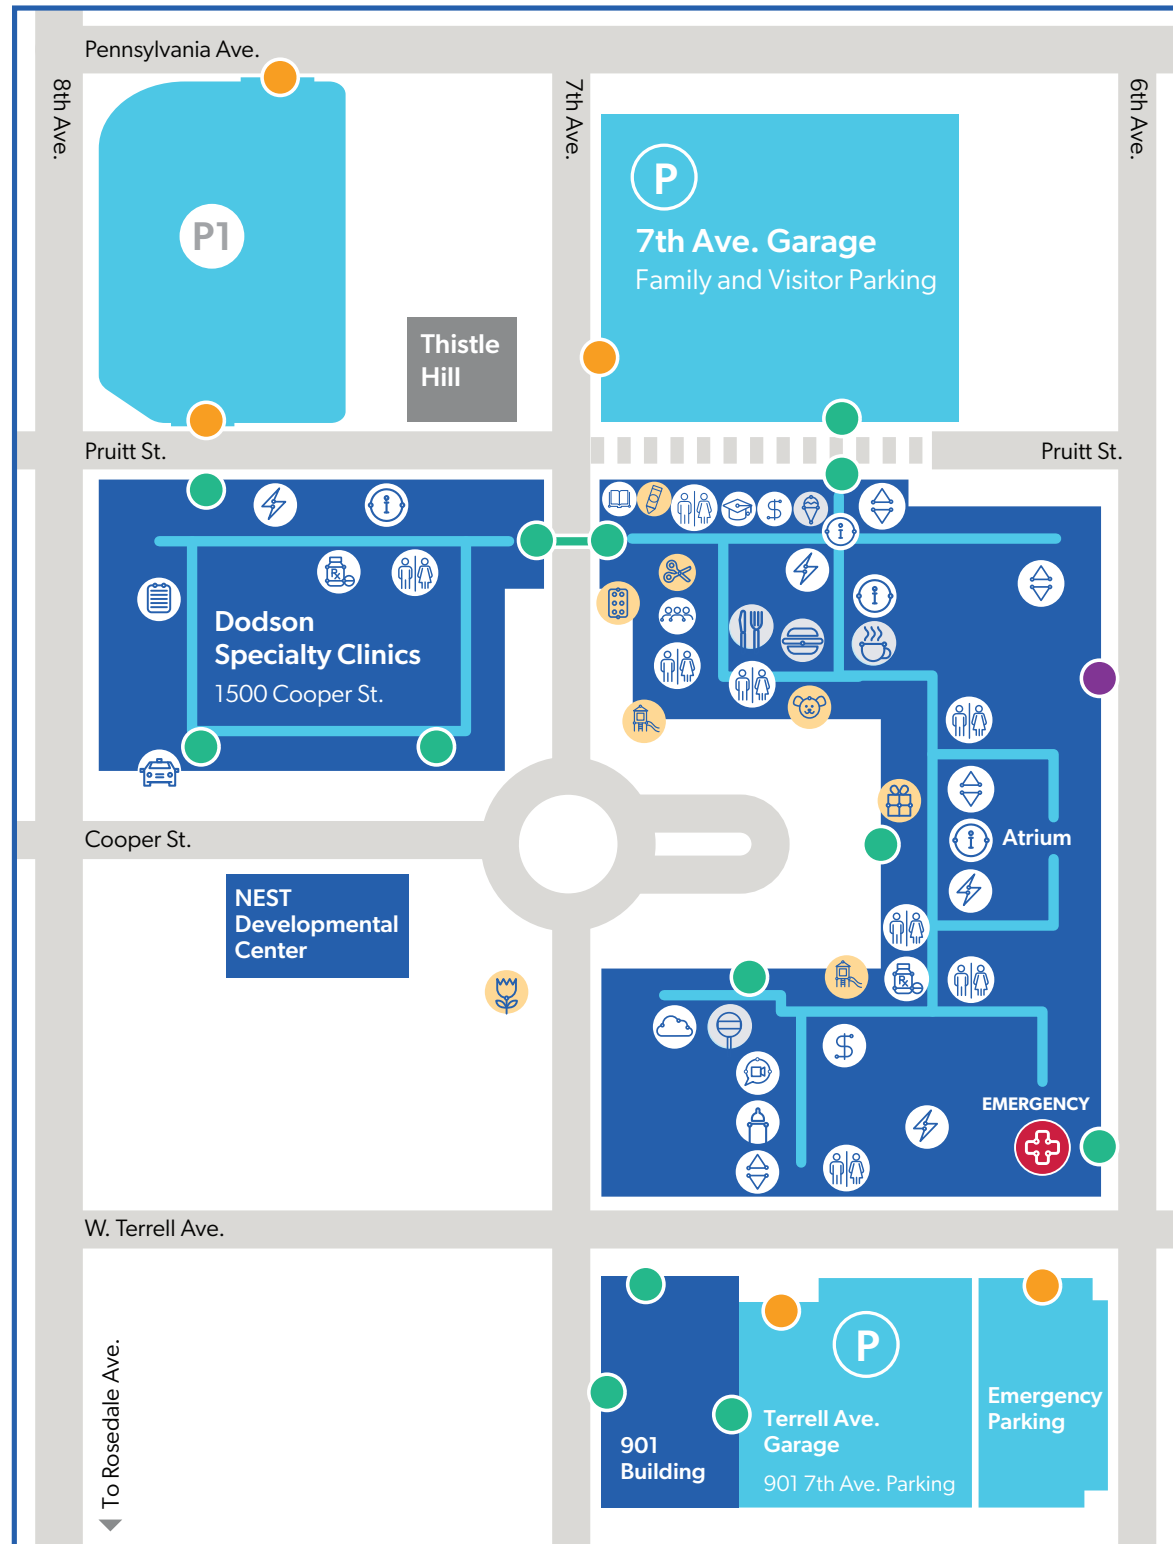 Pennsylvania Ave.
8th Ave.
7th Ave.
6th Ave.
P1
P
7th Ave. Garage
Family and Visitor Parking
Thistle
Hill
Pruitt St.
Pruitt St.
Dodson
Specialty Clinics
1500 Cooper St.
Rx
Atrium
Cooper St.
NEST
Developmental
Center
Rx
EMERGENCY
W. Terrell Ave.
To Rosedale Ave.
P
901
Building
Terrell Ave.
Garage
901 7th Ave. Parking
Emergency
Parking